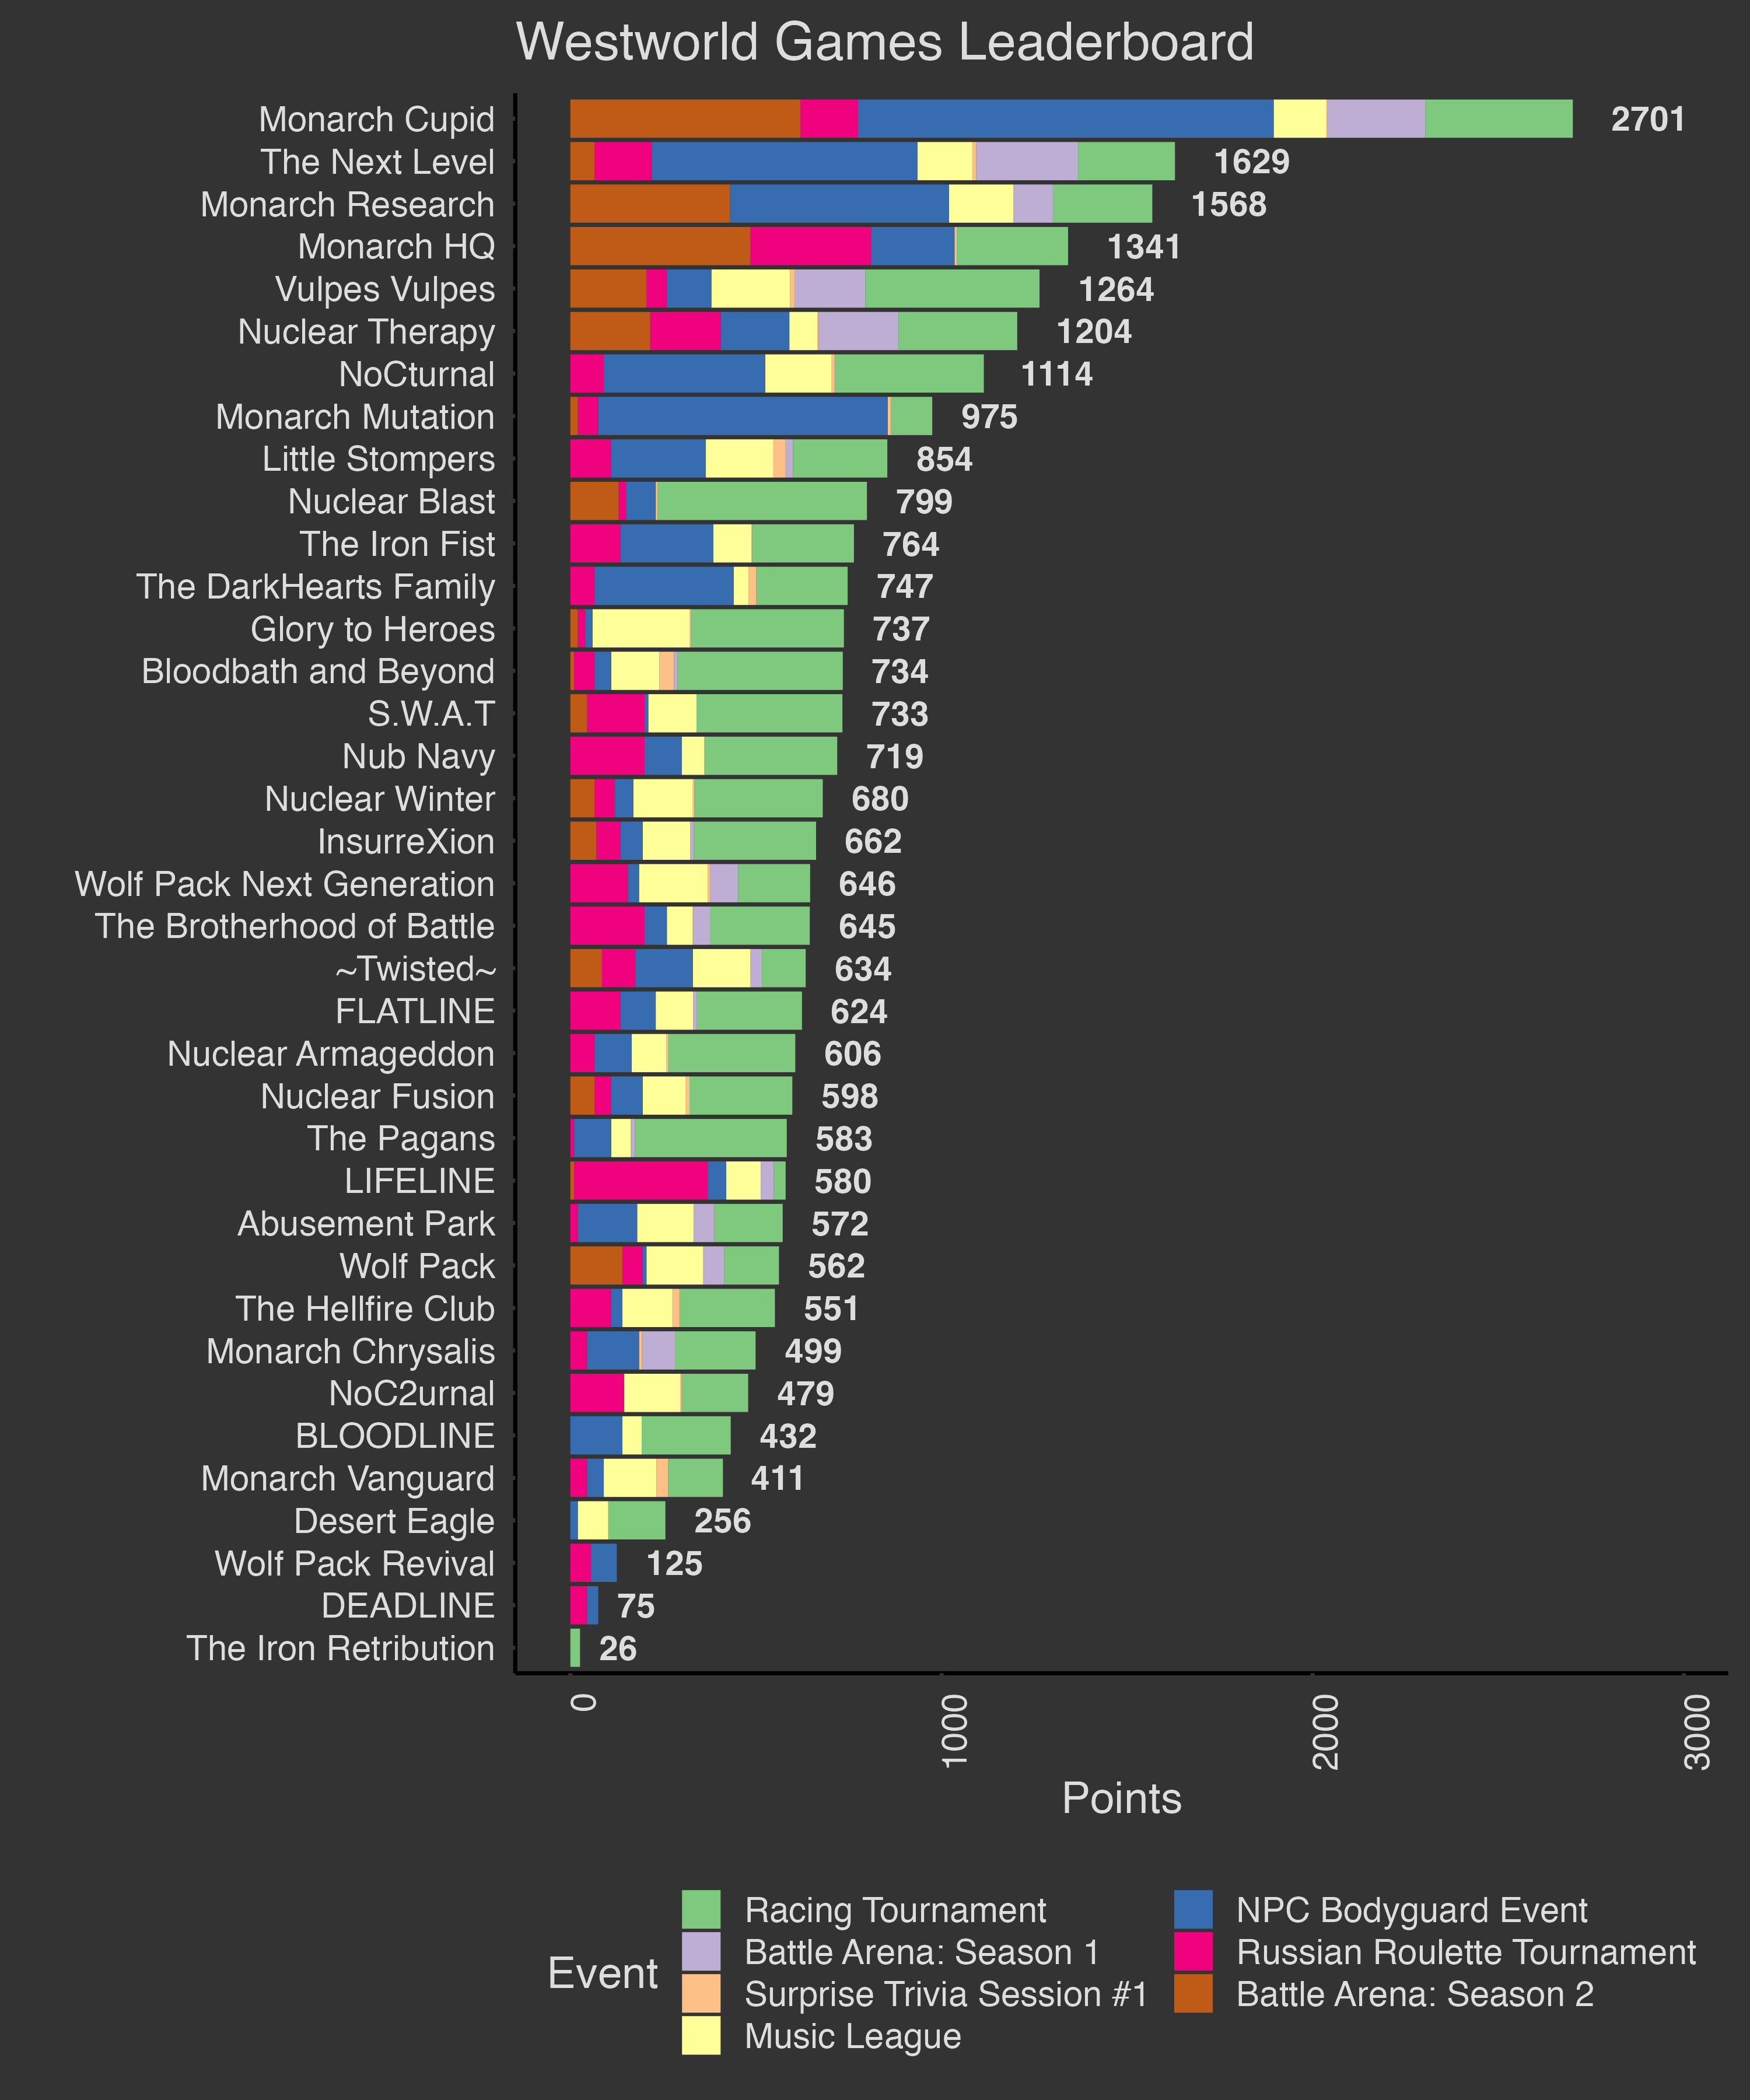 Westworld Games Leaderboard
Monarch Cupid 2701
The Next Level 1629
Monarch Research 1568
Monarch HQ 1341
Vulpes Vulpes 1264
Nuclear Therapy 1204
NoCturnal 1114
Monarch Mutation 975
Little Stompers 854
Nuclear Blast 799
The Iron Fist 764
The DarkHearts Family 747
Glory to Heroes 737
Bloodbath and Beyond 734
S.W.A.T 733
Nub Navy 719
Nuclear Winter 680
InsurreXion 662
Wolf Pack Next Generation 646
The Brotherhood of Battle 645
~Twisted~ 634
FLATLINE 624
Nuclear Armageddon 606
Nuclear Fusion 598
The Pagans 583
LIFELINE 580
Abusement Park 572
Wolf Pack 562
The Hellfire Club 551
Monarch Chrysalis 499
NoC2urnal 479
BLOODLINE 432
Monarch Vanguard 411
Desert Eagle 256
Wolf Pack Revival 125
DEADLINE 75
The Iron Retribution 26
0 1000 2000 3000
Points
Event
Racing Tournament
Battle Arena: Season 1
Surprise Trivia Session #1
Music League
NPC Bodyguard Event
Russian Roulette Tournament
Battle Arena: Season 2